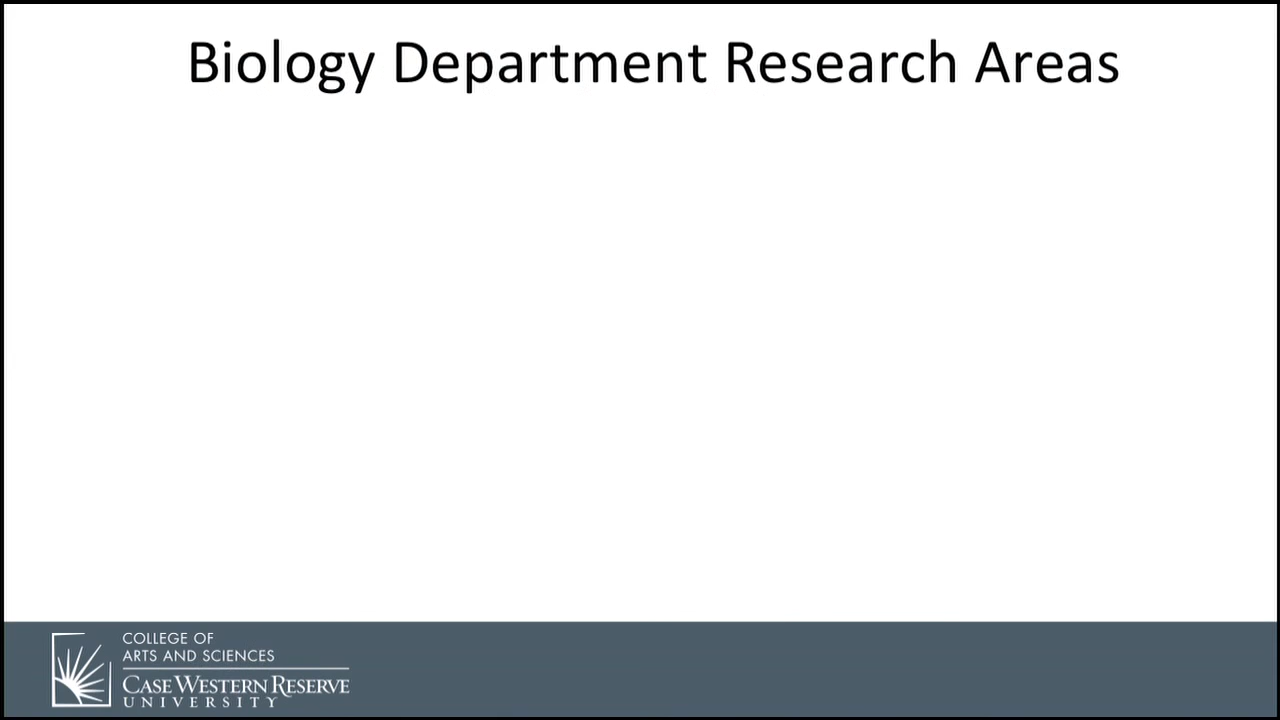 Biology Department Research Areas
COLLEGE OF
ARTS AND SCIENCES
CASE WESTERN RESERVE
UNIVERSITY